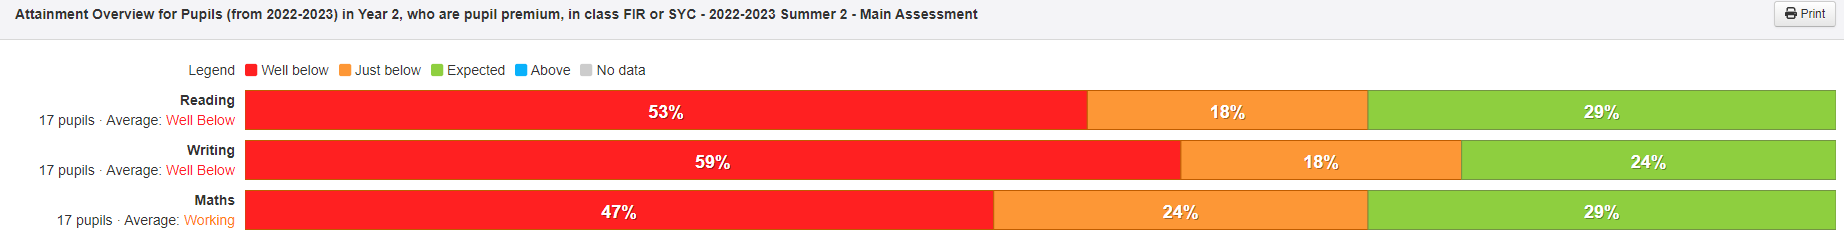 Attainment Overview for Pupils (from 2022-2023) in Year 2, who are pupil premium, in class FIR or SYC - 2022-2023 Summer 2 - Main Assessment
Print
Legend Well below Just below Expected Above No data
Reading
17 pupils · Average: Well Below
53% 18% 29%
Writing
17 pupils · Average: Well Below
59% 18% 24%
Maths
17 pupils · Average: Working
47% 24% 29%